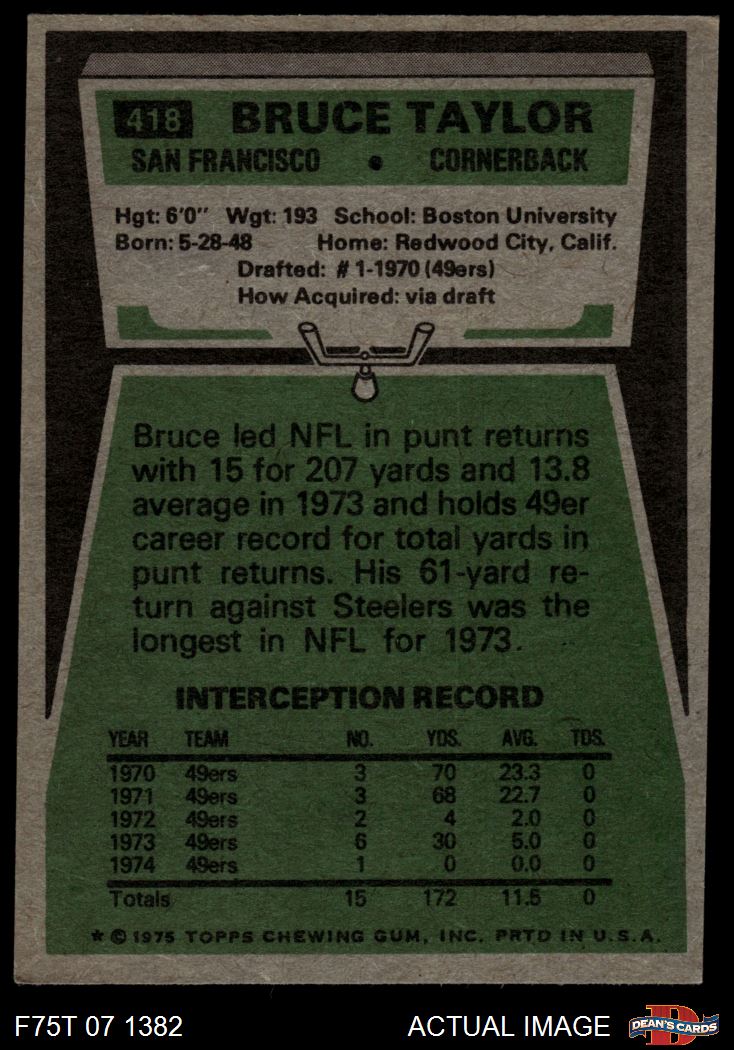 418 BRUCE TAYLOR
SAN FRANCISCO • CORNERBACK
Hgt: 6'0" Wgt: 193 School: Boston University
Born: 5-28-48 Home: Redwood City, Calif.
Drafted: #1-1970 (49ers)
How Acquired: via draft
Bruce led NFL in punt returns
with 15 for 207 yards and 13.8
average in 1973 and holds 49er
career record for total yards in
punt returns. His 61-yard re-
turn against Steelers was the
longest in NFL for 1973.
INTERCEPTION RECORD
YEAR TEAM NO. YDS. AVG. TDS.
1970 49ers 3 70 23.3 0
1971 49ers 3 68 22.7 0
1972 49ers 2 4 2.0 0
1973 49ers 6 30 5.0 0
1974 49ers 1 0 0.0 0
Totals 15 172 11.5 0
* © 1975 TOPPS CHEWING GUM, INC. PRTD IN U.S.A.
F75T 07 1382 ACTUAL IMAGE D DEAN'S CARDS